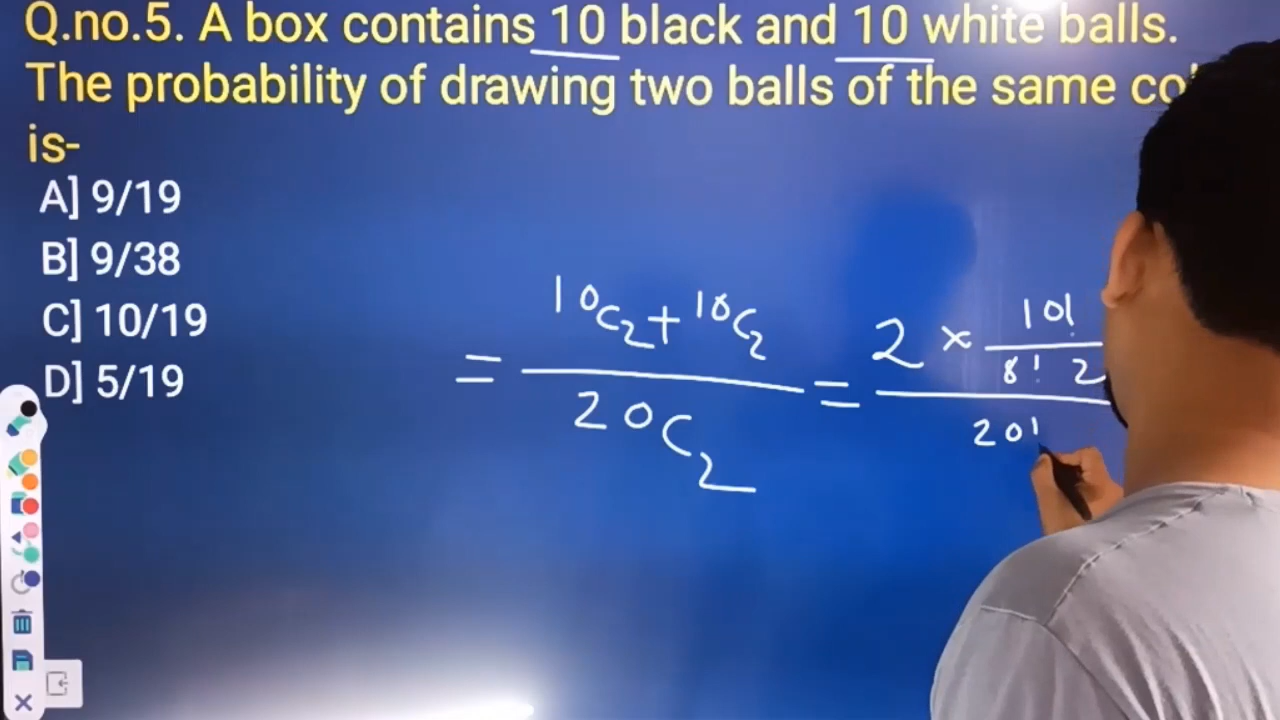 Q.no.5. A box contains 10 black and 10 white balls.
The probability of drawing two balls of the same
is-
A] 9/19
B] 9/38
C] 10/19
D] 5/19
= 10C2 + 10C2 / 20C2 = 2 × 10! / 8! 2 / 20!